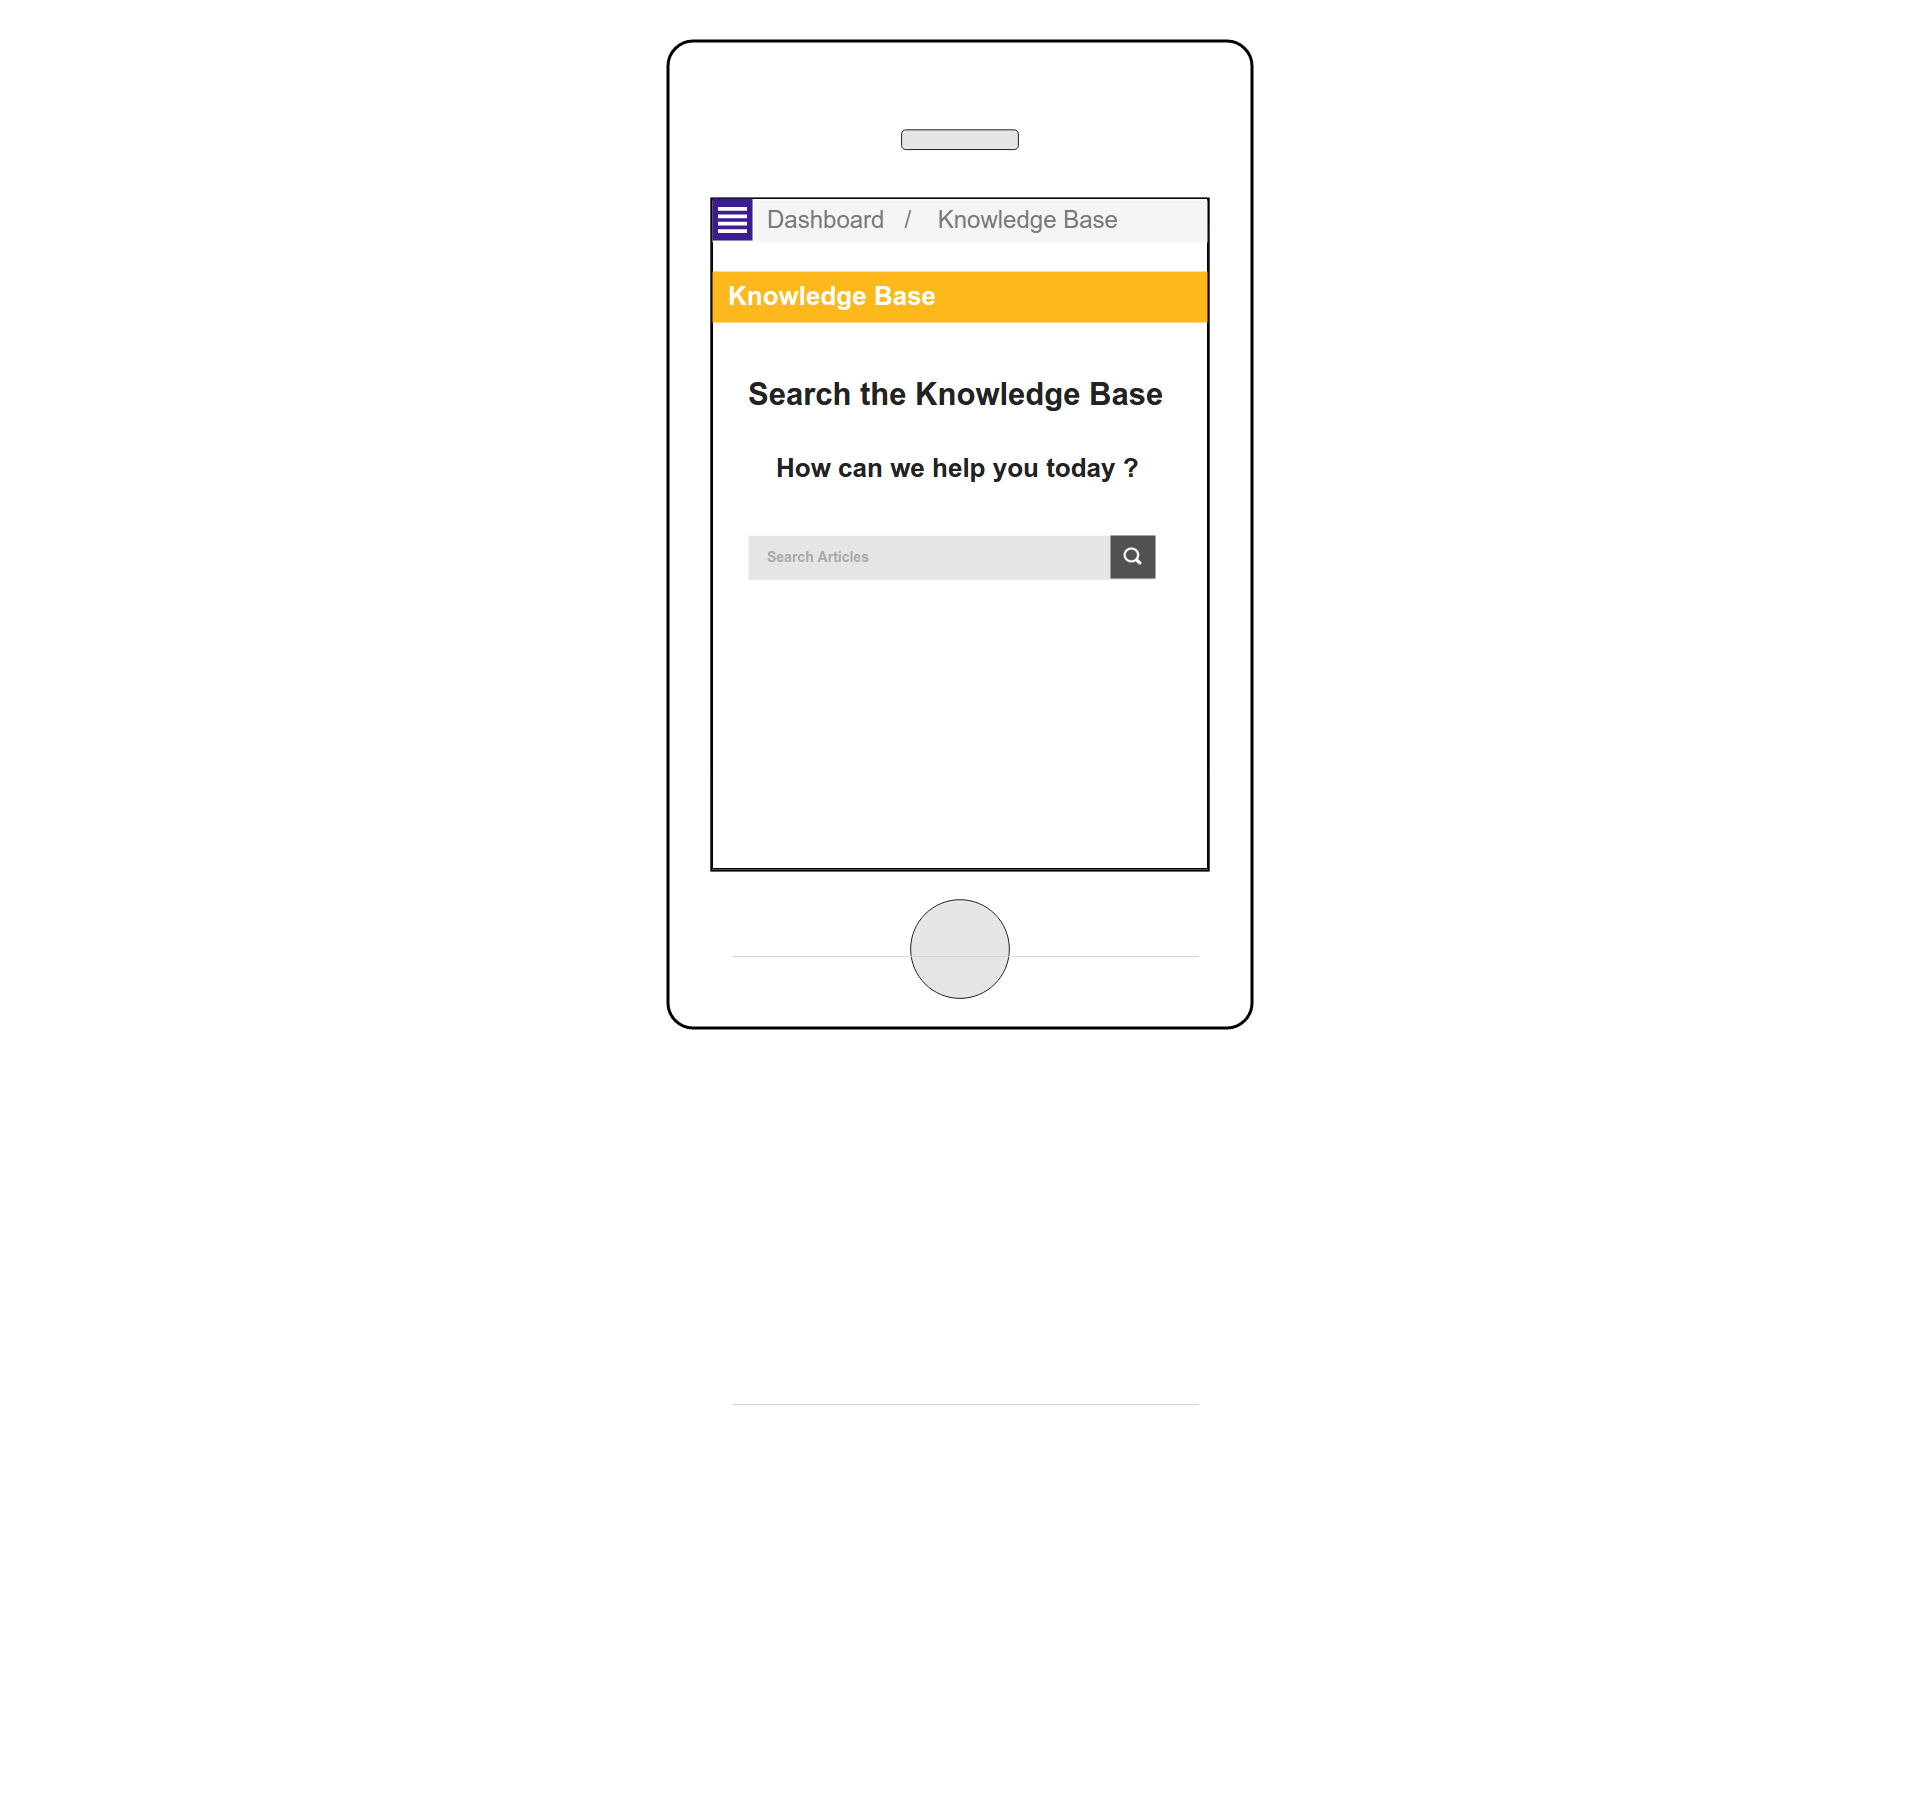 Dashboard / Knowledge Base
Knowledge Base
Search the Knowledge Base
How can we help you today ?
Search Articles